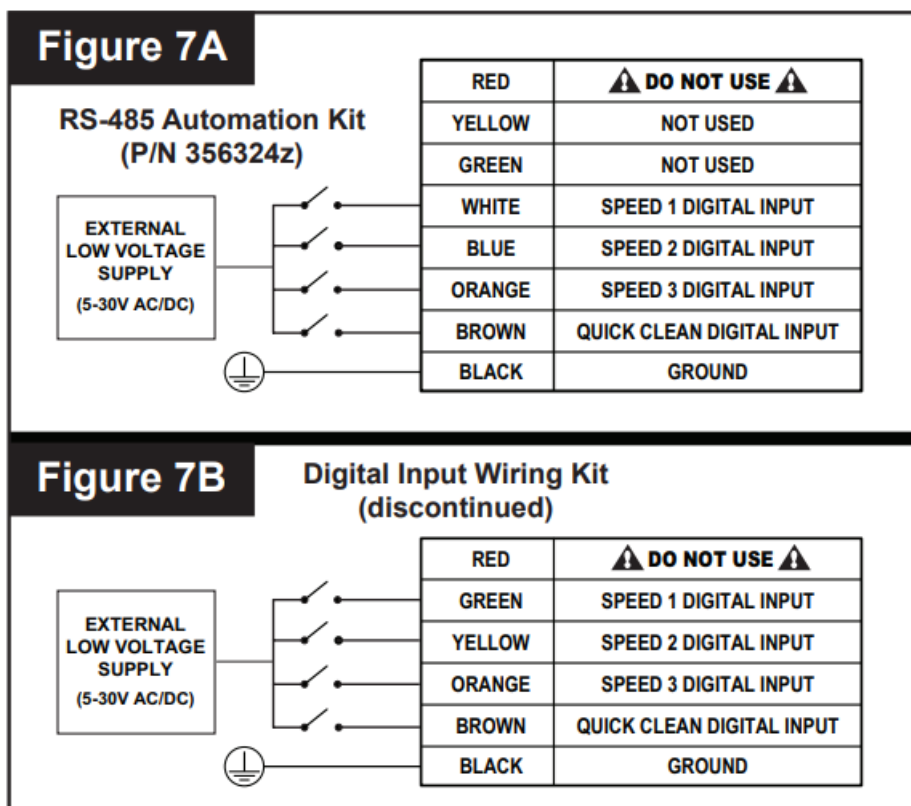 Figure 7A
RS-485 Automation Kit
(P/N 356324z)
EXTERNAL
LOW VOLTAGE
SUPPLY
(5-30V AC/DC)
RED DO NOT USE
YELLOW NOT USED
GREEN NOT USED
WHITE SPEED 1 DIGITAL INPUT
BLUE SPEED 2 DIGITAL INPUT
ORANGE SPEED 3 DIGITAL INPUT
BROWN QUICK CLEAN DIGITAL INPUT
BLACK GROUND
Figure 7B
Digital Input Wiring Kit
(discontinued)
EXTERNAL
LOW VOLTAGE
SUPPLY
(5-30V AC/DC)
RED DO NOT USE
GREEN SPEED 1 DIGITAL INPUT
YELLOW SPEED 2 DIGITAL INPUT
ORANGE SPEED 3 DIGITAL INPUT
BROWN QUICK CLEAN DIGITAL INPUT
BLACK GROUND